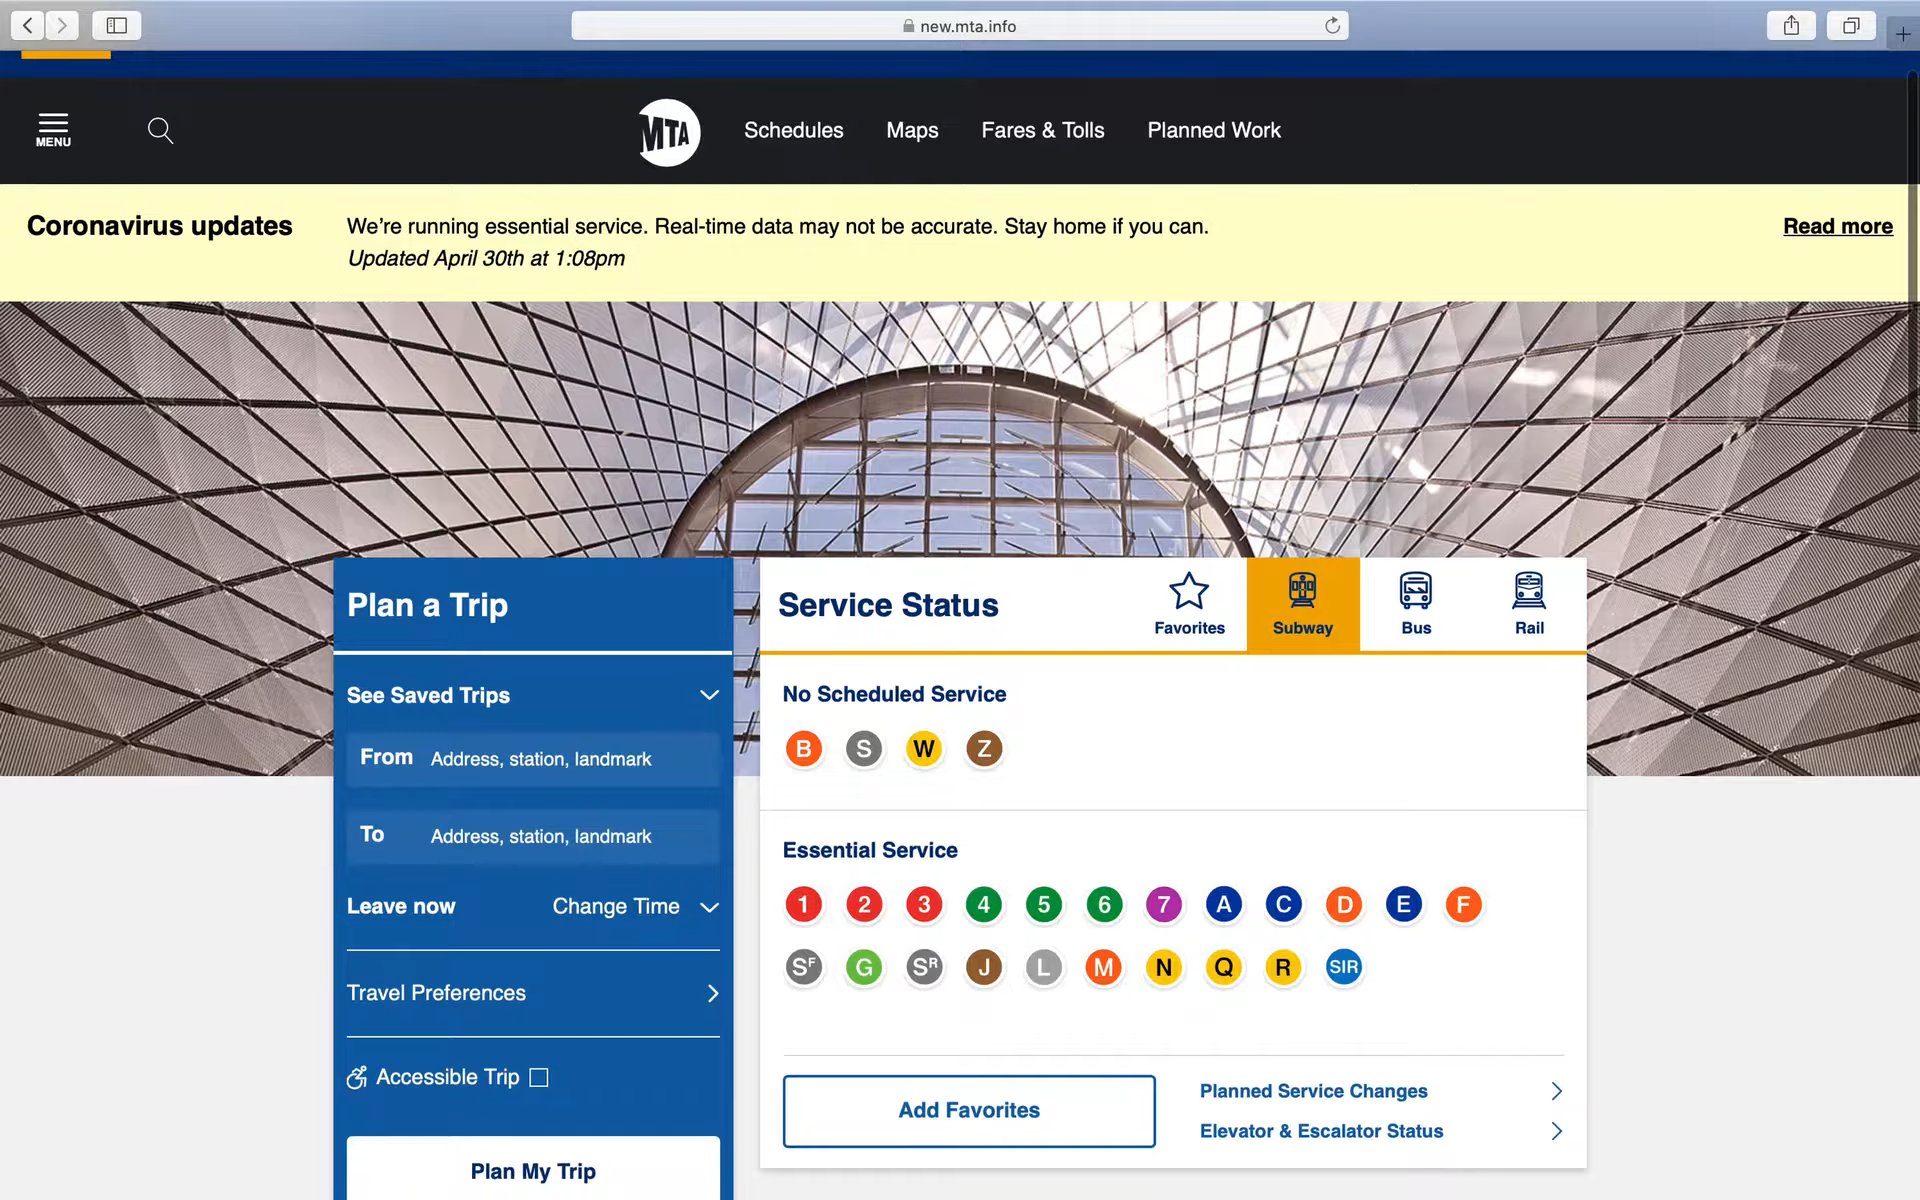 new.mta.info
MENU
MTA
Schedules Maps Fares & Tolls Planned Work
Coronavirus updates
We’re running essential service. Real-time data may not be accurate. Stay home if you can.
Updated April 30th at 1:08pm
Read more
Plan a Trip
See Saved Trips
From Address, station, landmark
To Address, station, landmark
Leave now Change Time
Travel Preferences
Accessible Trip
Plan My Trip
Service Status
Favorites Subway Bus Rail
No Scheduled Service
B S W Z
Essential Service
1 2 3 4 5 6 7 A C D E F
SF G SR J L M N Q R SIR
Add Favorites
Planned Service Changes
Elevator & Escalator Status